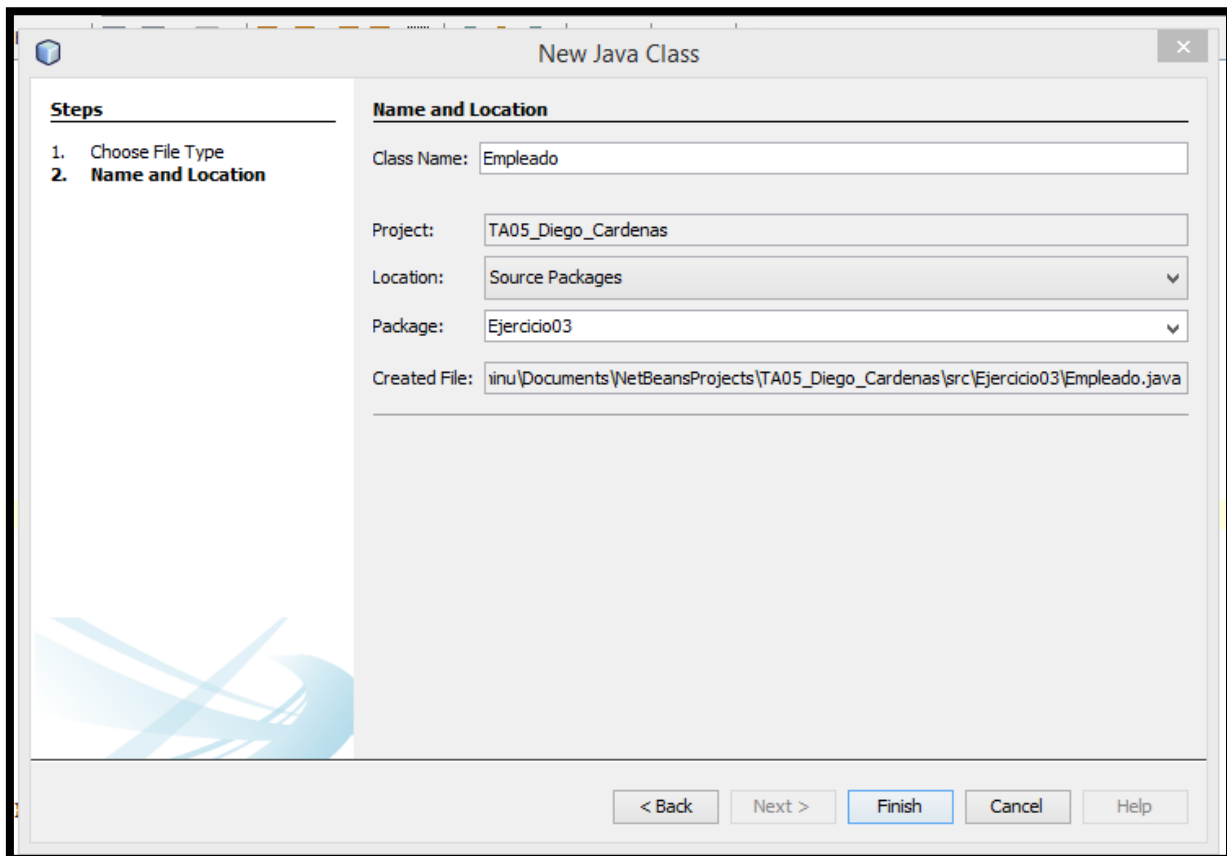 New Java Class
Steps
1. Choose File Type
2. Name and Location
Name and Location
Class Name: Empleado
Project: TA05_Diego_Cardenas
Location: Source Packages
Package: Ejercicio03
Created File: inu\Documents\NetBeansProjects\TA05_Diego_Cardenas\src\Ejercicio03\Empleado.java
< Back Next > Finish Cancel Help